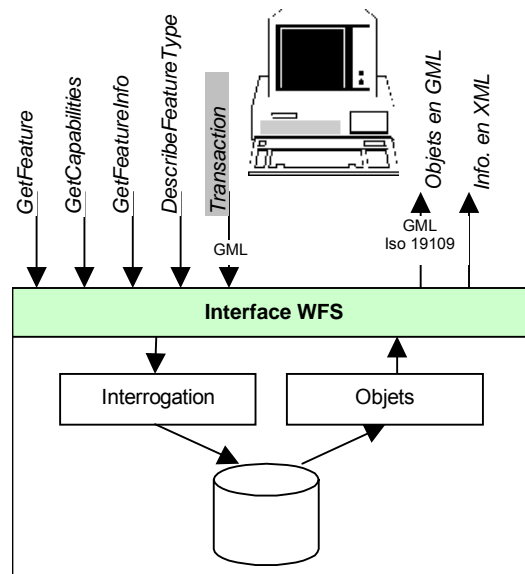 GetFeature
GetCapabilities
GetFeatureInfo
DescribeFeatureType
Transaction
Objets en GML
Info. en XML
GML
GML
Iso 19109
Interface WFS
Interrogation
Objets